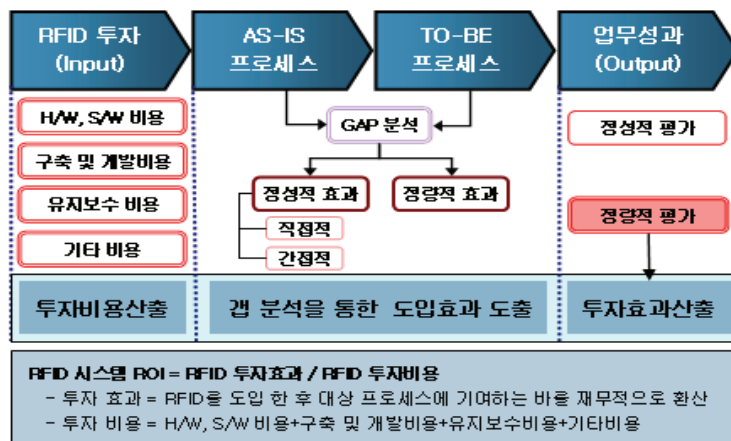 RFID 투자
(Input)
AS-IS
프로세스
TO-BE
프로세스
업무성과
(Output)
H/W, S/W 비용
구축 및 개발비용
유지보수 비용
기타 비용
GAP 분석
정성적 효과
정량적 효과
직접적
간접적
정성적 평가
정량적 평가
투자비용산출
갭 분석을 통한 도입효과 도출
투자효과산출
RFID 시스템 ROI = RFID 투자효과 / RFID 투자비용
- 투자 효과 = RFID을 도입 한 후 대상 프로세스에 기여하는 바을 재무적으로 환산
- 투자 비용 = H/W, S/W 비용+구축 및 개발비용+유지보수비용+기타비용